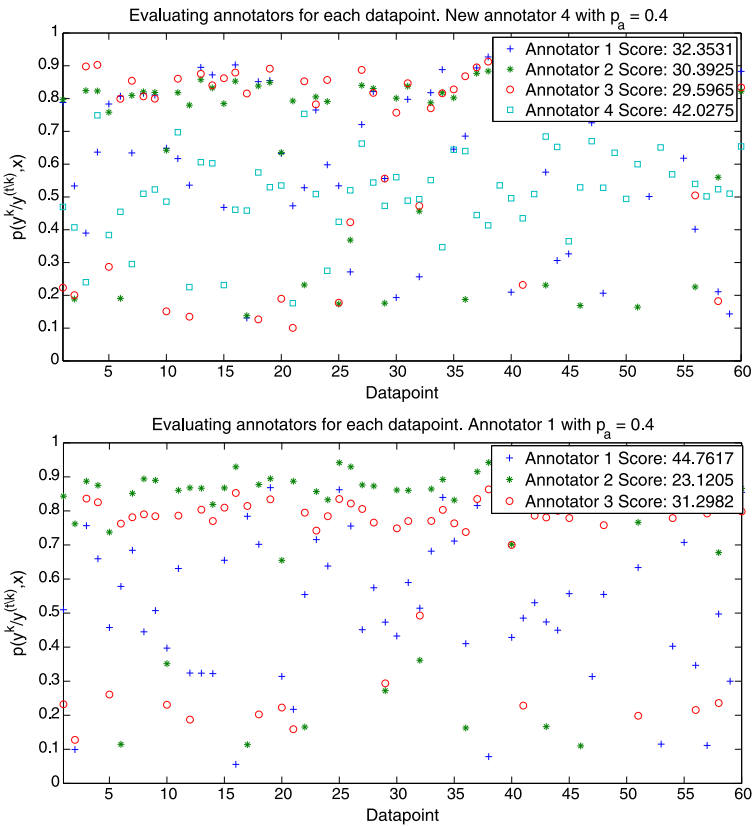 Evaluating annotators for each datapoint. New annotator 4 with p_a = 0.4
1
0.9
0.8
0.7
0.6
0.5
0.4
0.3
0.2
0.1
0
p(y^k/y^(t\k),x)
Annotator 1 Score: 32.3531
Annotator 2 Score: 30.3925
Annotator 3 Score: 29.5965
Annotator 4 Score: 42.0275
5 10 15 20 25 30 35 40 45 50 55 60
Datapoint
Evaluating annotators for each datapoint. Annotator 1 with p_a = 0.4
1
0.9
0.8
0.7
0.6
0.5
0.4
0.3
0.2
0.1
0
p(y^k/y^(t\k),x)
Annotator 1 Score: 44.7617
Annotator 2 Score: 23.1205
Annotator 3 Score: 31.2982
5 10 15 20 25 30 35 40 45 50 55 60
Datapoint